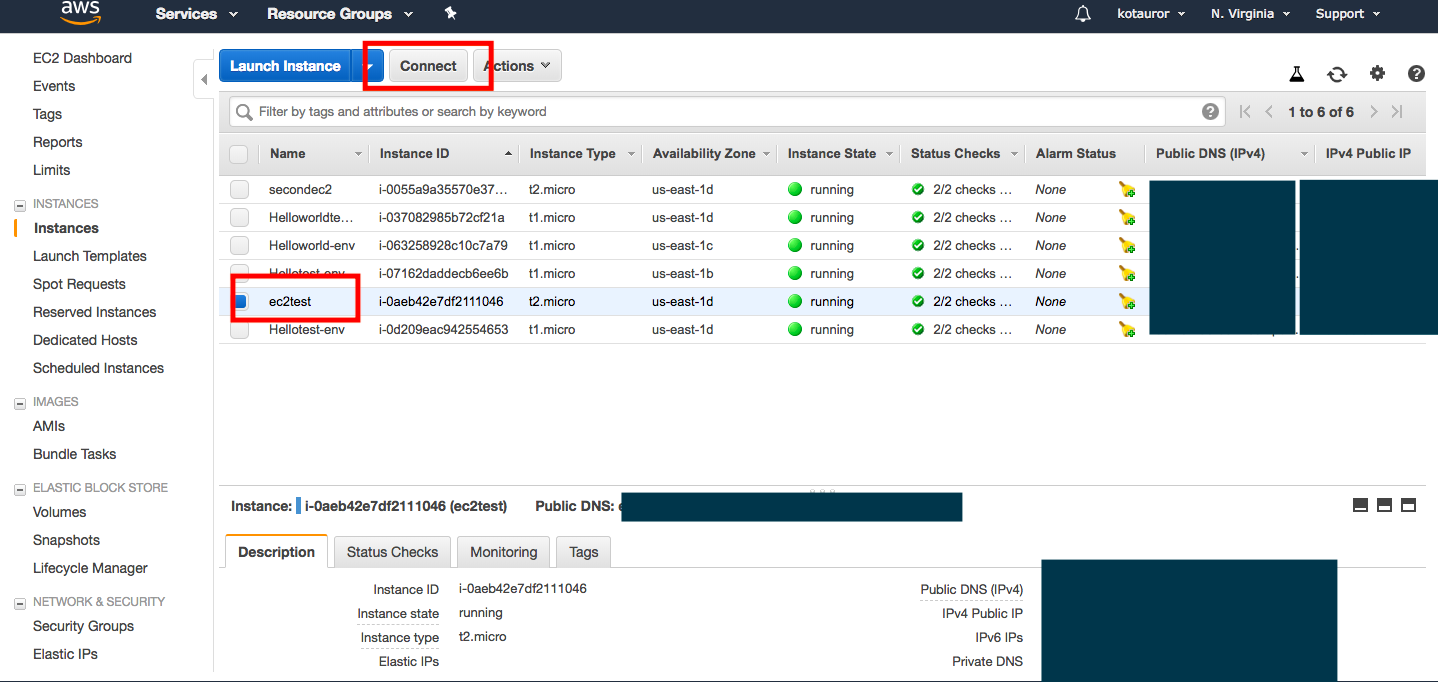 aws Services Resource Groups kotauror N. Virginia Support
EC2 Dashboard
Events
Tags
Reports
Limits
INSTANCES
Instances
Launch Templates
Spot Requests
Reserved Instances
Dedicated Hosts
Scheduled Instances
IMAGES
AMIs
Bundle Tasks
ELASTIC BLOCK STORE
Volumes
Snapshots
Lifecycle Manager
NETWORK & SECURITY
Security Groups
Elastic IPs
Launch Instance Connect Actions
Filter by tags and attributes or search by keyword 1 to 6 of 6
Name Instance ID Instance Type Availability Zone Instance State Status Checks Alarm Status Public DNS (IPv4) IPv4 Public IP
secondec2 i-0055a9a35570e37... t2.micro us-east-1d running 2/2 checks ... None
Helloworldte... i-037082985b72cf21a t1.micro us-east-1d running 2/2 checks ... None
Helloworld-env i-063258928c10c7a79 t1.micro us-east-1c running 2/2 checks ... None
Hellotest-env i-07162daddecb6ee6b t1.micro us-east-1b running 2/2 checks ... None
ec2test i-0aeb42e7df2111046 t2.micro us-east-1d running 2/2 checks ... None
Hellotest-env i-0d209eac942554653 t1.micro us-east-1d running 2/2 checks ... None
Instance: i-0aeb42e7df2111046 (ec2test) Public DNS:
Description Status Checks Monitoring Tags
Instance ID i-0aeb42e7df2111046 Public DNS (IPv4)
Instance state running IPv4 Public IP
Instance type t2.micro IPv6 IPs
Elastic IPs Private DNS